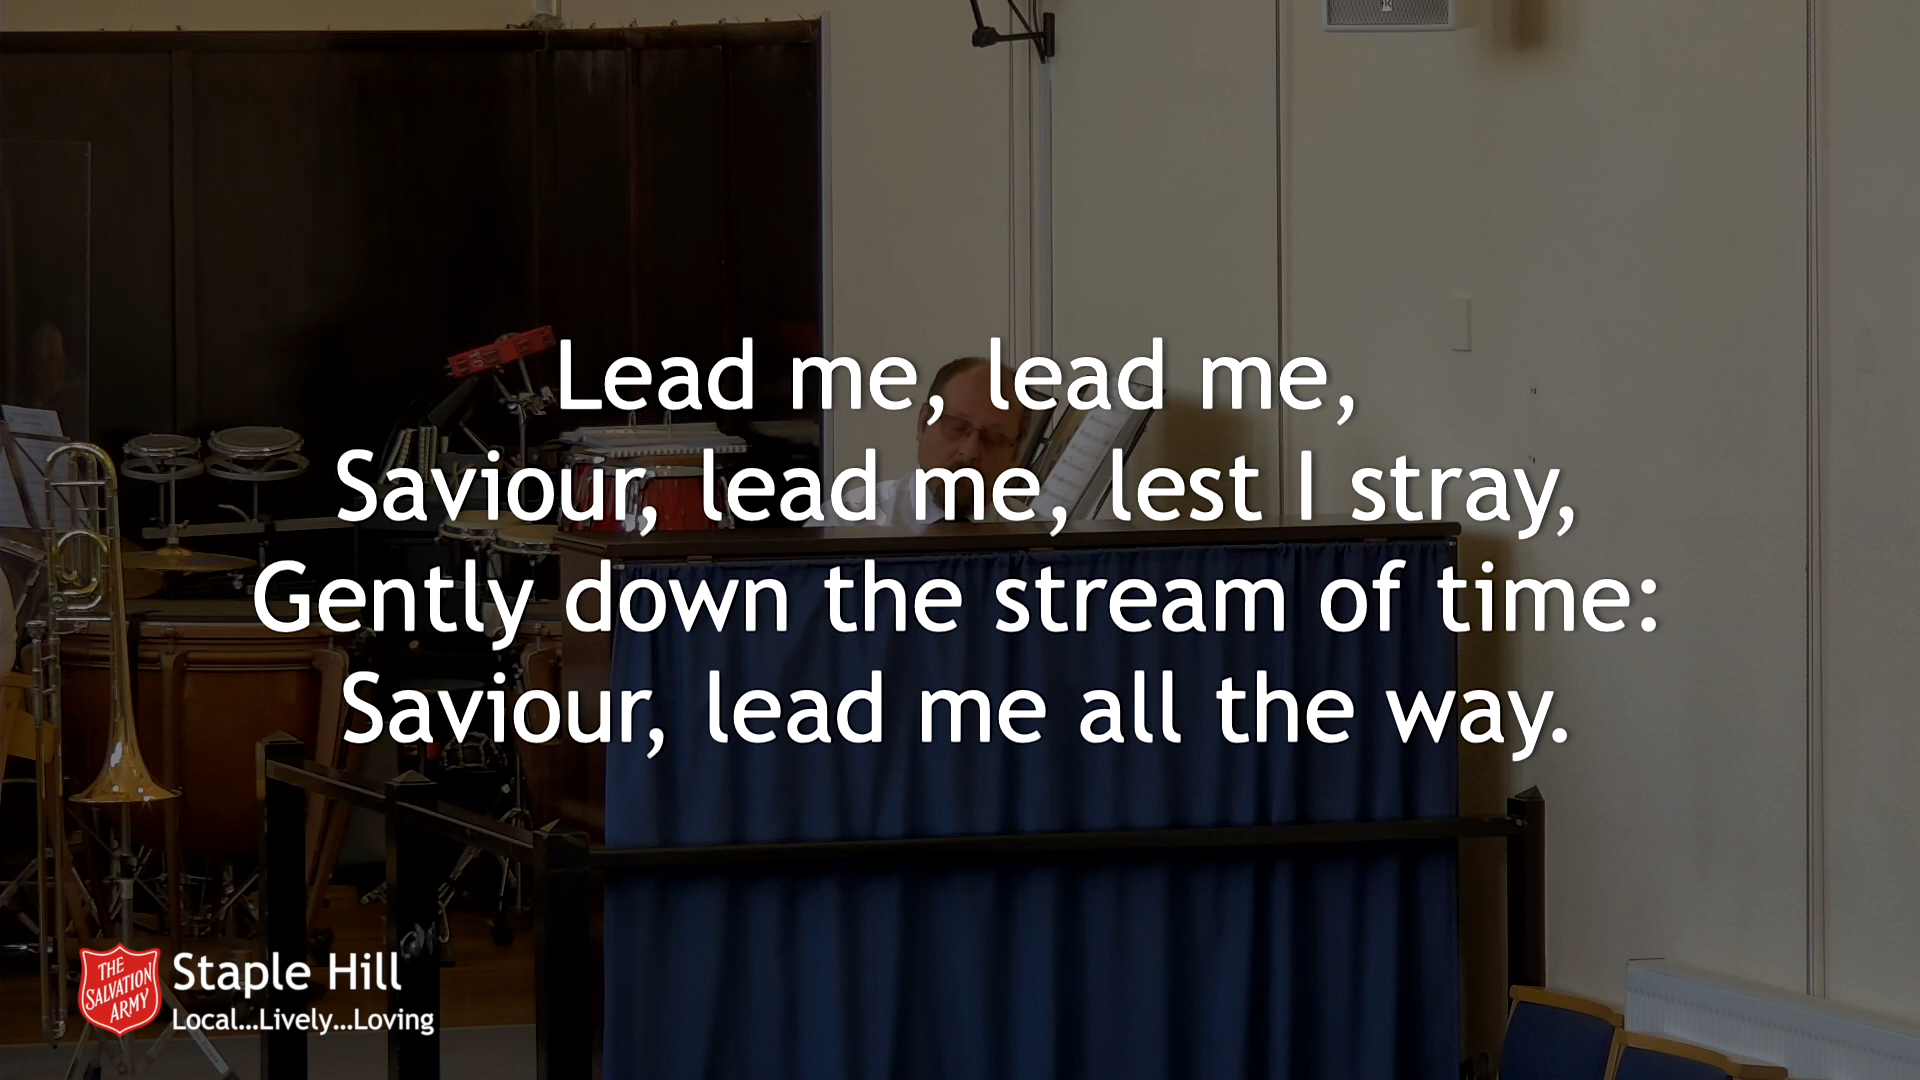 Lead me, lead me,
Saviour, lead me, lest I stray,
Gently down the stream of time:
Saviour, lead me all the way.
THE
SALVATION
ARMY
Staple Hill
Local...Lively...Loving